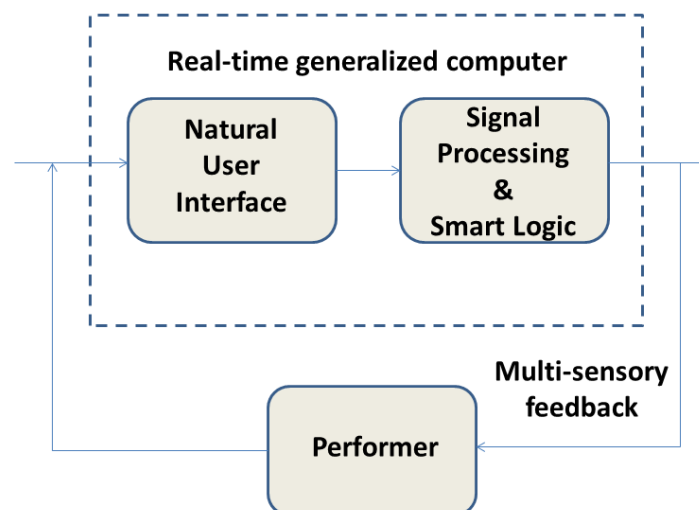 Real-time generalized computer
Natural
User
Interface
Signal
Processing
&
Smart Logic
Multi-sensory
feedback
Performer